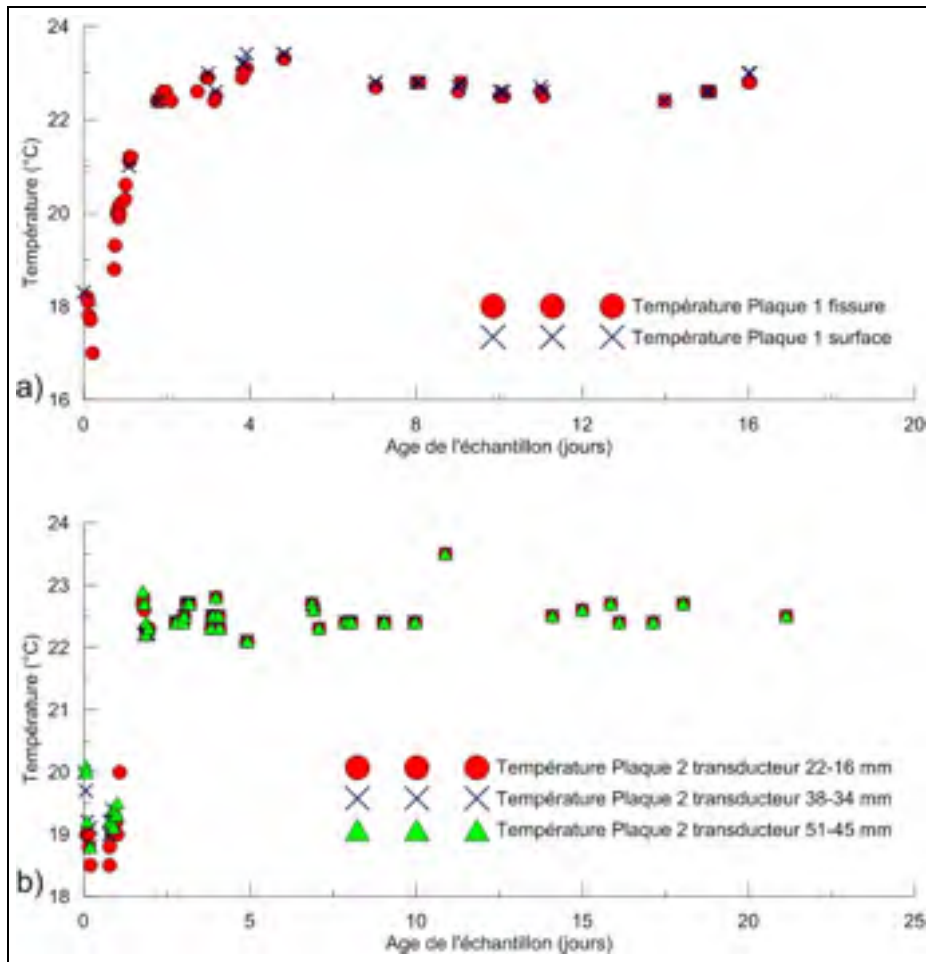 24
22
20
18
16
Température (°C)
Température Plaque 1 fissure
Température Plaque 1 surface
a)
0 4 8 12 16 20
Age de l'échantillon (jours)
24
23
22
21
20
19
18
Température (°C)
Température Plaque 2 transducteur 22-16 mm
Température Plaque 2 transducteur 38-34 mm
Température Plaque 2 transducteur 51-45 mm
b)
0 5 10 15 20 25
Age de l'échantillon (jours)